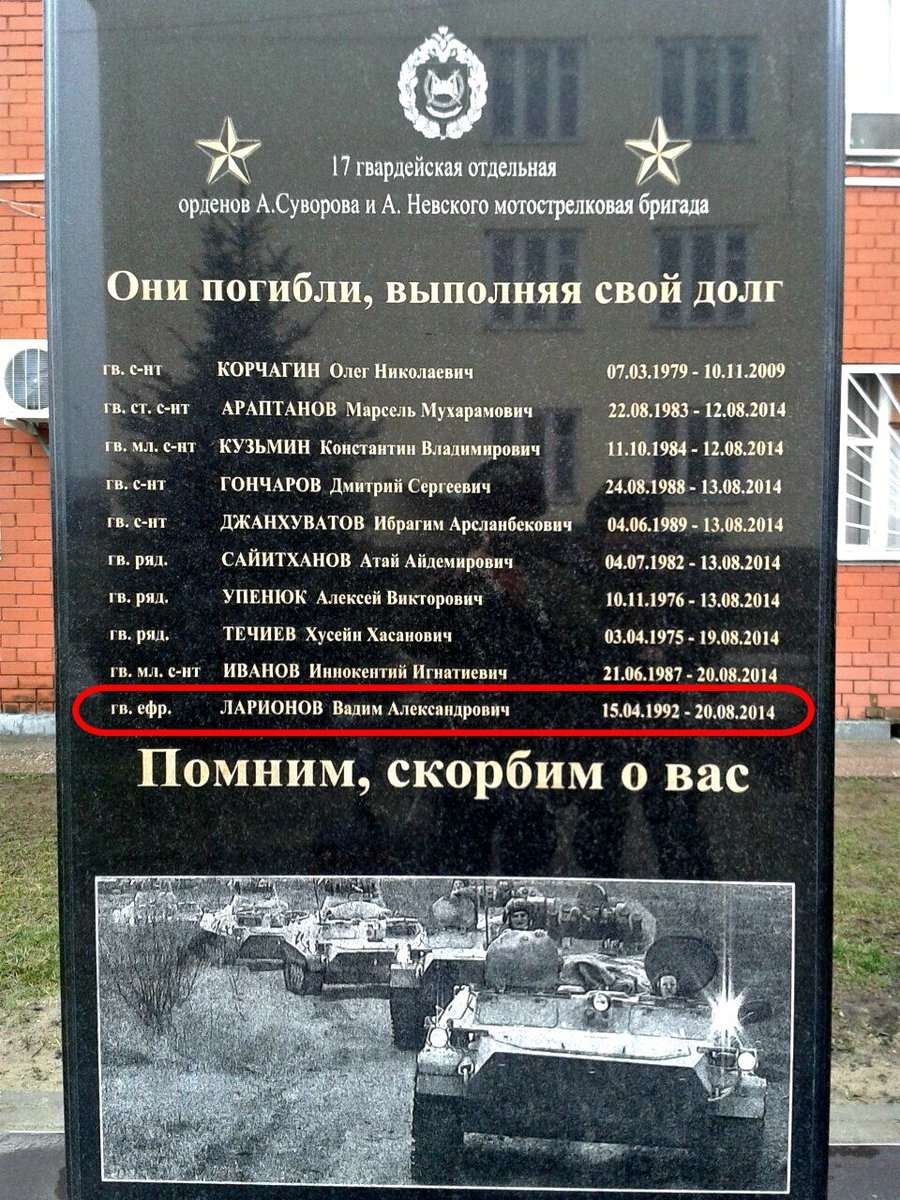 17 гвардейская отдельная
орденов А.Суворова и А. Невского мотострелковая бригада
Они погибли, выполняя свой долг
гв. с-нт КОРЧАГИН Олег Николаевич 07.03.1979 - 10.11.2009
гв. ст. с-нт АРАПТАНОВ Марсель Мухарамович 22.08.1983 - 12.08.2014
гв. мл. с-нт КУЗЬМИН Константин Владимирович 11.10.1984 - 12.08.2014
гв. с-нт ГОНЧАРОВ Дмитрий Сергеевич 24.08.1988 - 13.08.2014
гв. с-нт ДЖАНХУВАТОВ Ибрагим Арсланбекович 04.06.1989 - 13.08.2014
гв. ряд. САЙИТХАНОВ Атай Айдемирович 04.07.1982 - 13.08.2014
гв. ряд. УПЕНЮК Алексей Викторович 10.11.1976 - 13.08.2014
гв. ряд. ТЕЧИЕВ Хусейн Хасанович 03.04.1975 - 19.08.2014
гв. мл. с-нт ИВАНОВ Иннокентий Игнатиевич 21.06.1987 - 20.08.2014
гв. ефр. ЛАРИОНОВ Вадим Александрович 15.04.1992 - 20.08.2014
Помним, скорбим о вас